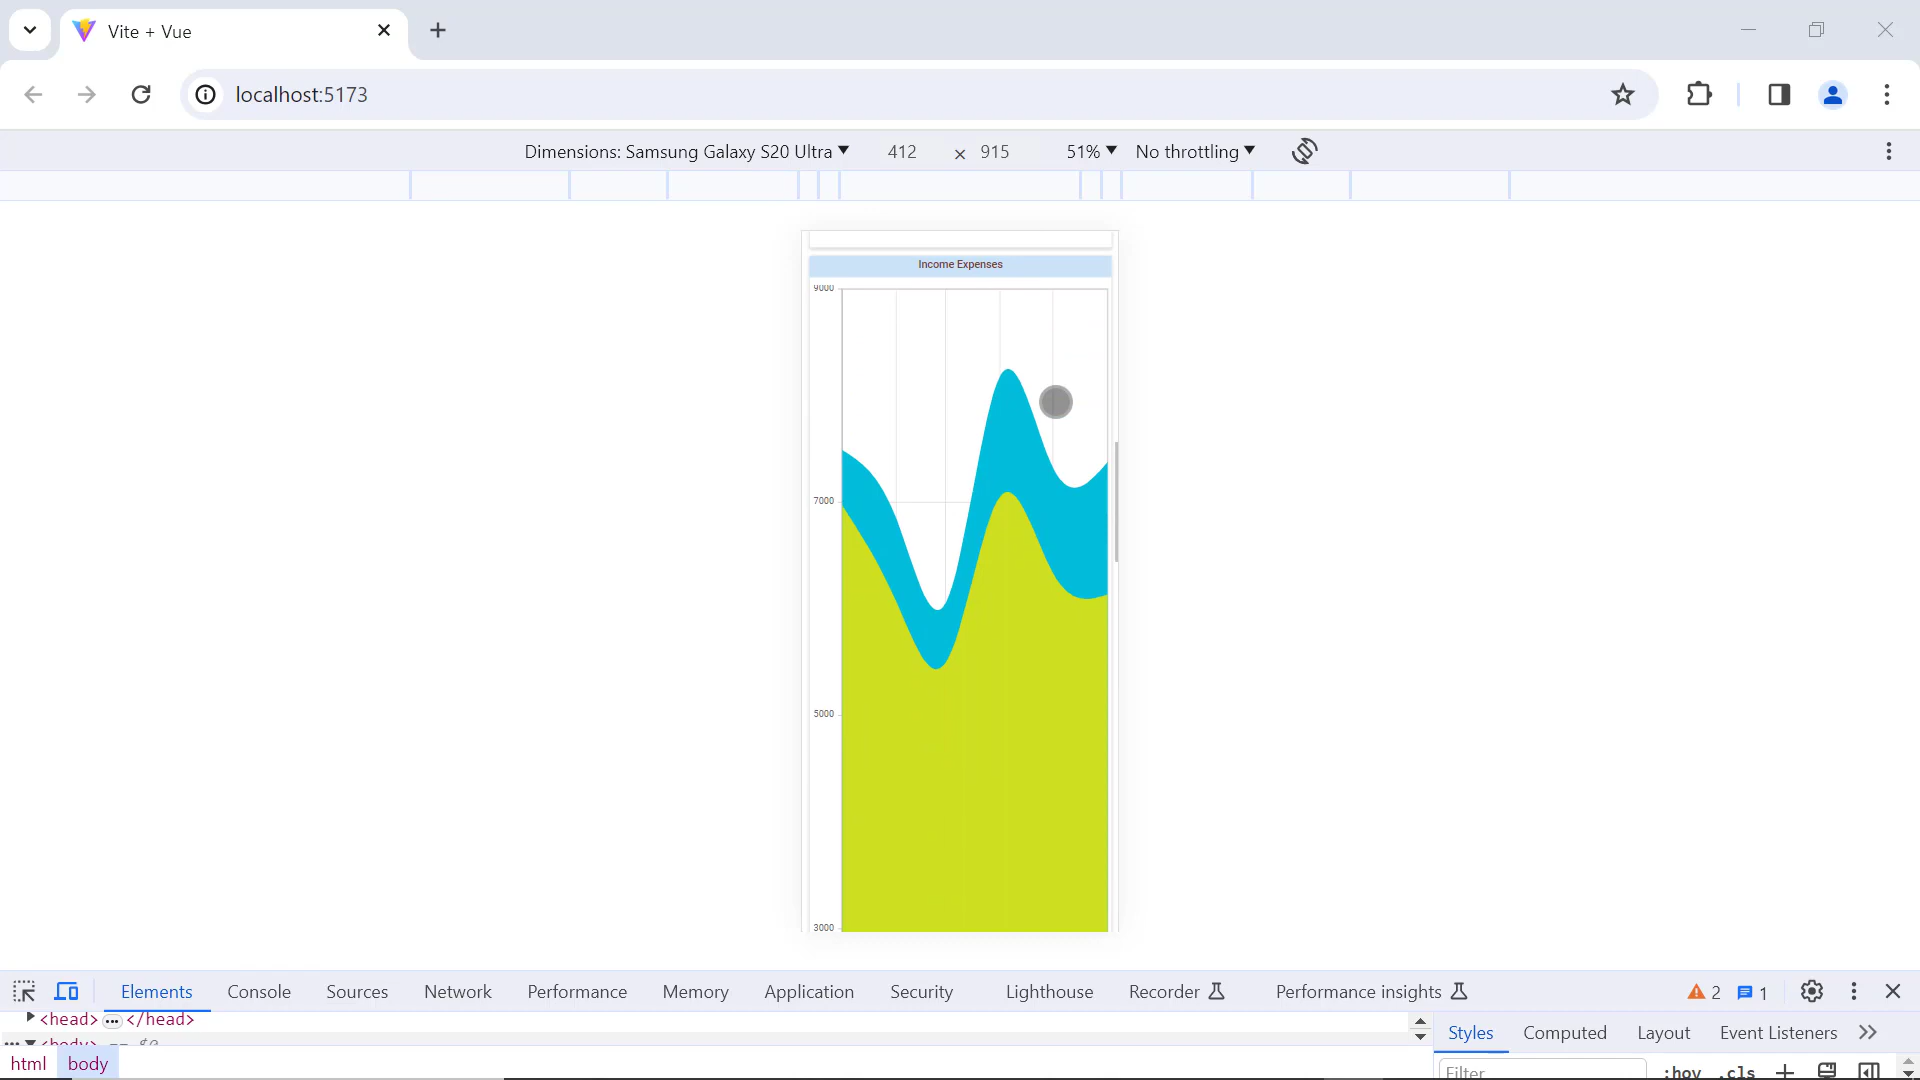 Vite + Vue
localhost:5173
Dimensions: Samsung Galaxy S20 Ultra 412 × 915 51% No throttling
Income Expenses
9000
7000
5000
3000
Elements Console Sources Network Performance Memory Application Security Lighthouse Recorder Performance insights 2 1
<head> ... </head>
... <body> == $0
html body
Styles Computed Layout Event Listeners
Filter :hov .cls